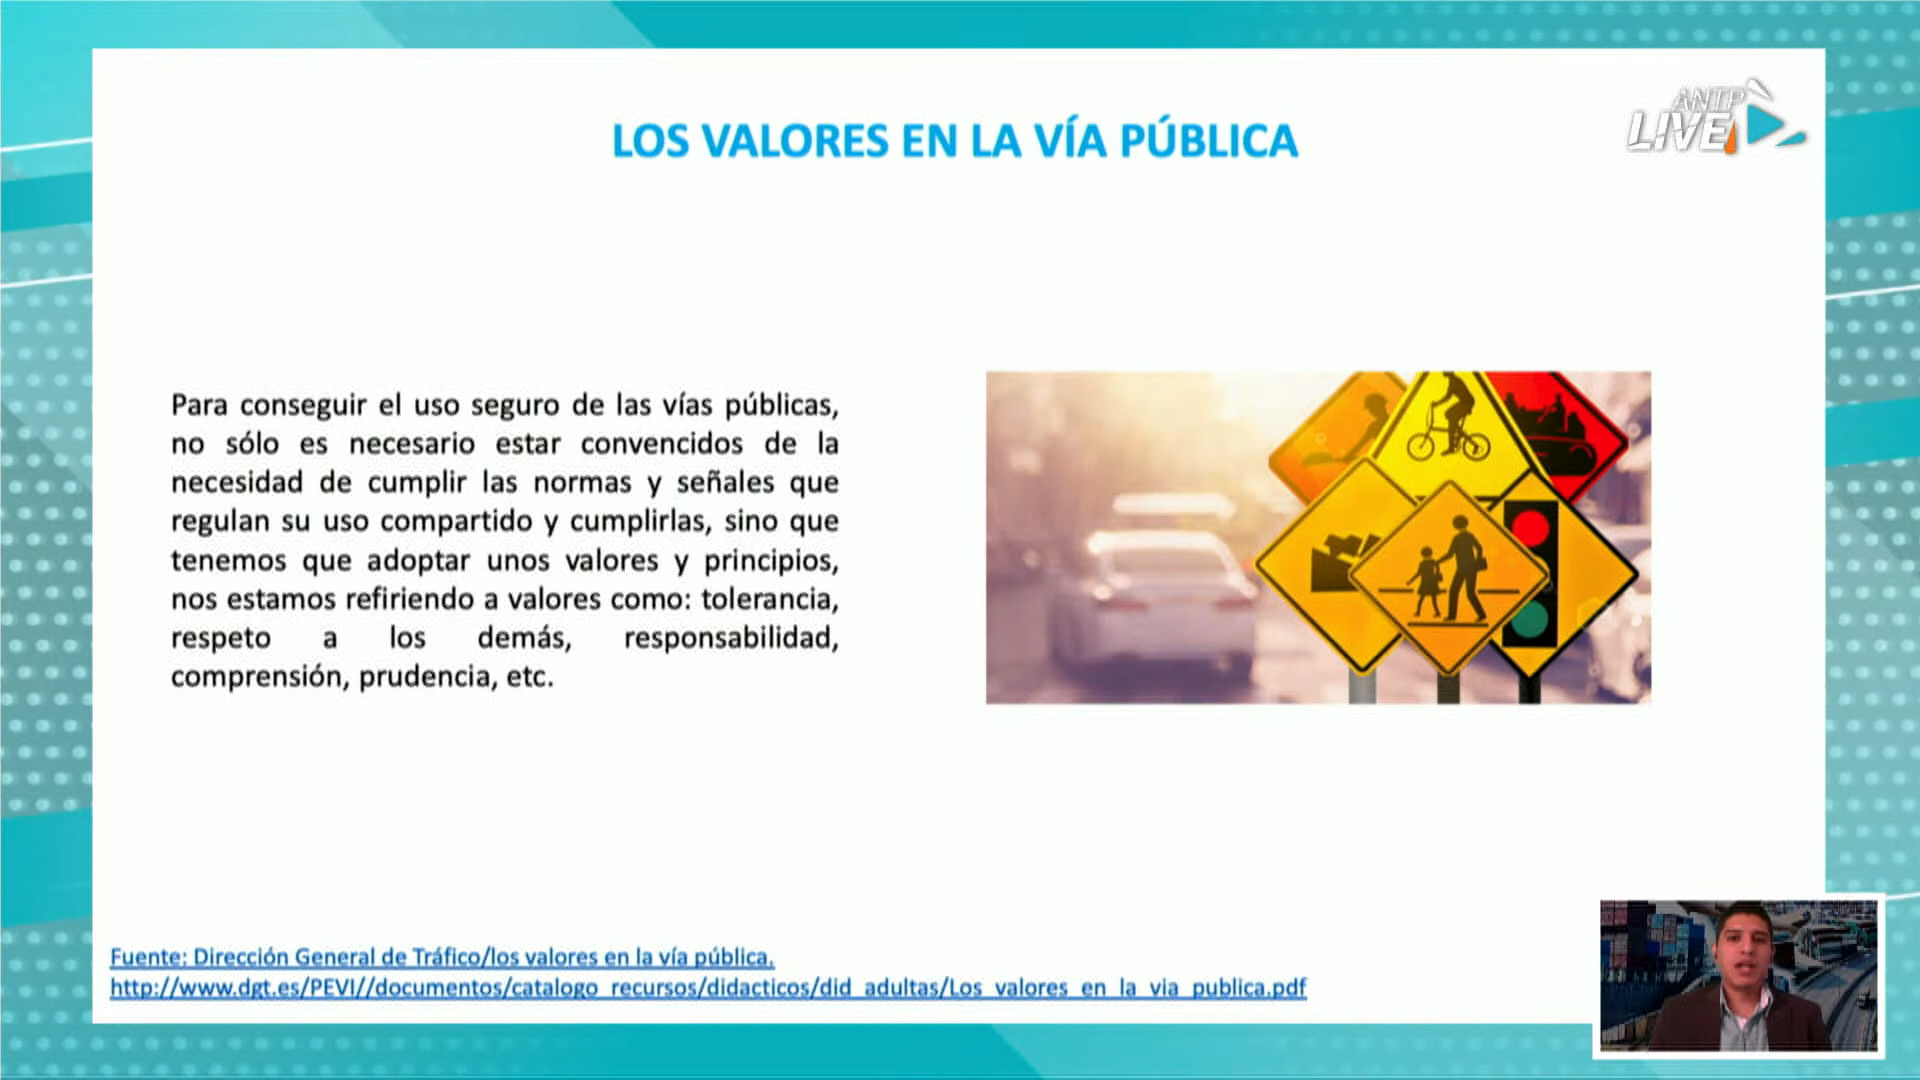 LOS VALORES EN LA VÍA PÚBLICA
ANTP
LIVE
Para conseguir el uso seguro de las vías públicas,
no sólo es necesario estar convencidos de la
necesidad de cumplir las normas y señales que
regulan su uso compartido y cumplirlas, sino que
tenemos que adoptar unos valores y principios,
nos estamos refiriendo a valores como: tolerancia,
respeto a los demás, responsabilidad,
comprensión, prudencia, etc.
Fuente: Dirección General de Tráfico/los valores en la vía pública.
http://www.dgt.es/PEVI//documentos/catalogo_recursos/didacticos/did_adultas/Los_valores_en_la_via_publica.pdf